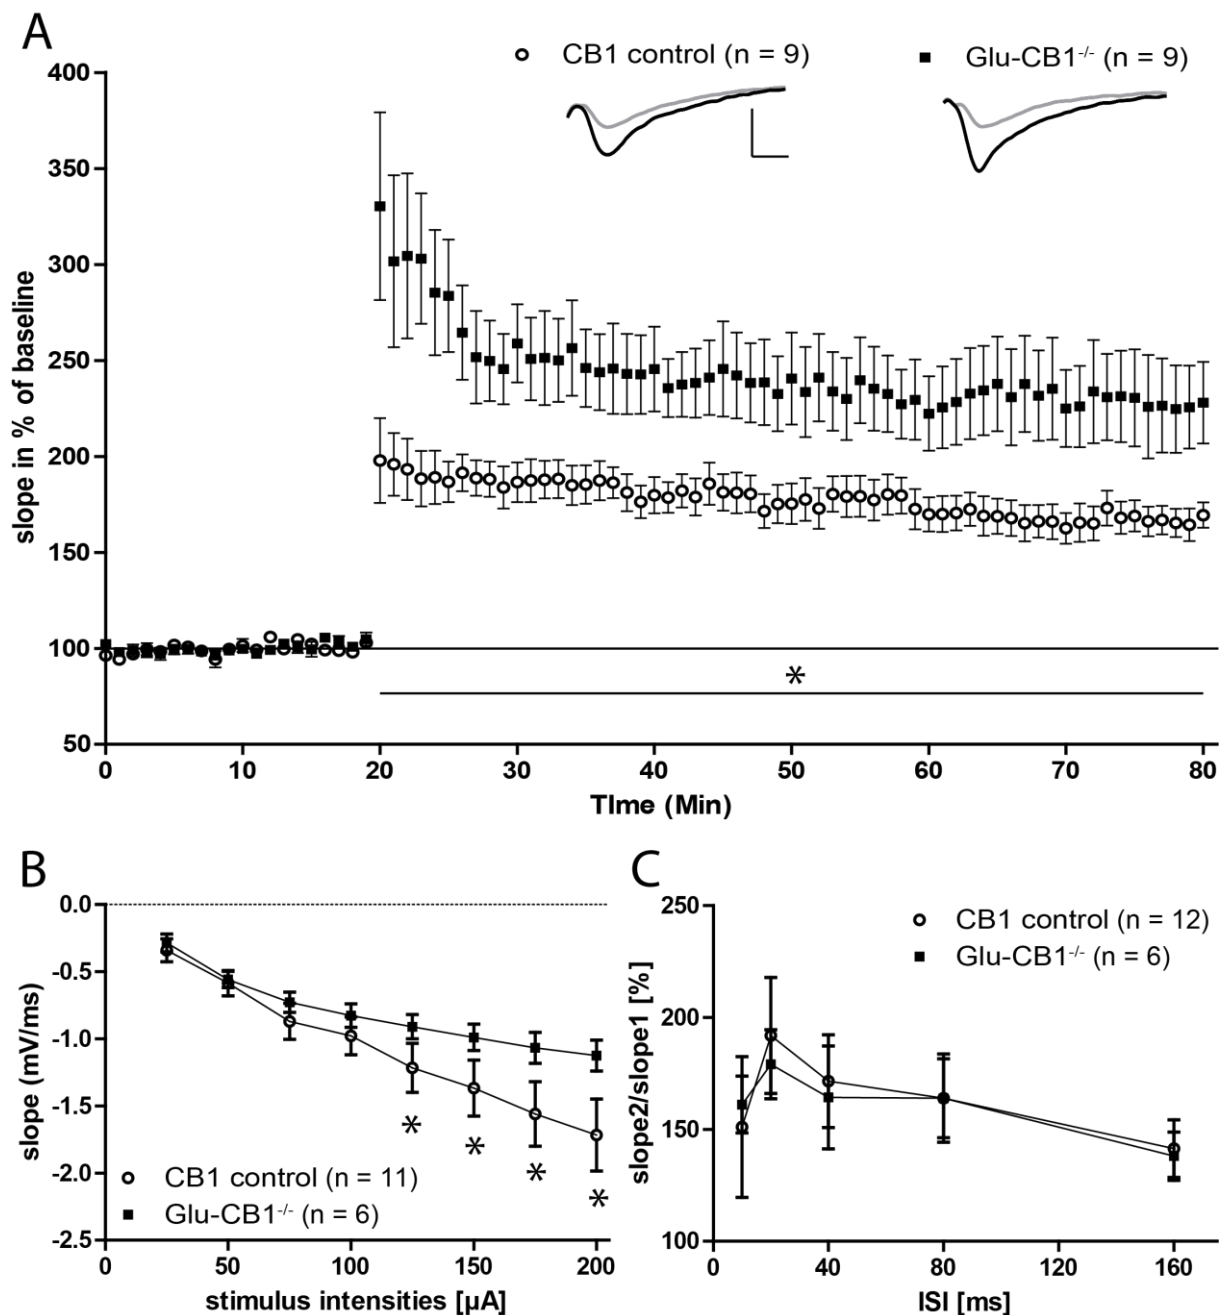 A
CB1 control (n = 9)
Glu-CB1-/- (n = 9)
400
350
300
250
200
150
100
50
slope in % of baseline
*
0 10 20 30 40 50 60 70 80
TIme (Min)
B
0.0
-0.5
-1.0
-1.5
-2.0
-2.5
slope (mV/ms)
* * * *
CB1 control (n = 11)
Glu-CB1-/- (n = 6)
0 50 100 150 200
stimulus intensities [µA]
C
250
200
150
100
slope2/slope1 [%]
CB1 control (n = 12)
Glu-CB1-/- (n = 6)
0 40 80 120 160
ISI [ms]